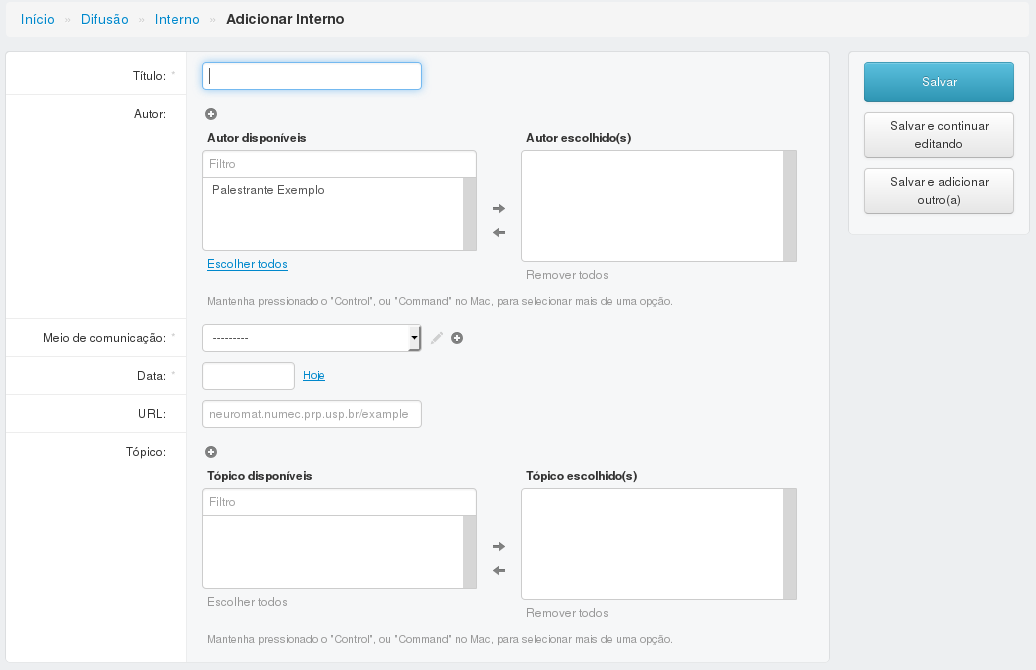 Início » Difusão » Interno » Adicionar Interno
Título: *
Salvar
Autor:
Salvar e continuar
editando
Autor disponíveis
Autor escolhido(s)
Filtro
Palestrante Exemplo
Salvar e adicionar
outro(a)
Escolher todos
Remover todos
Mantenha pressionado o "Control", ou "Command" no Mac, para selecionar mais de uma opção.
Meio de comunicação: *
---------
Data: *
Hoje
URL:
neuromat.numec.prp.usp.br/example
Tópico:
Tópico disponíveis
Tópico escolhido(s)
Filtro
Escolher todos
Remover todos
Mantenha pressionado o "Control", ou "Command" no Mac, para selecionar mais de uma opção.